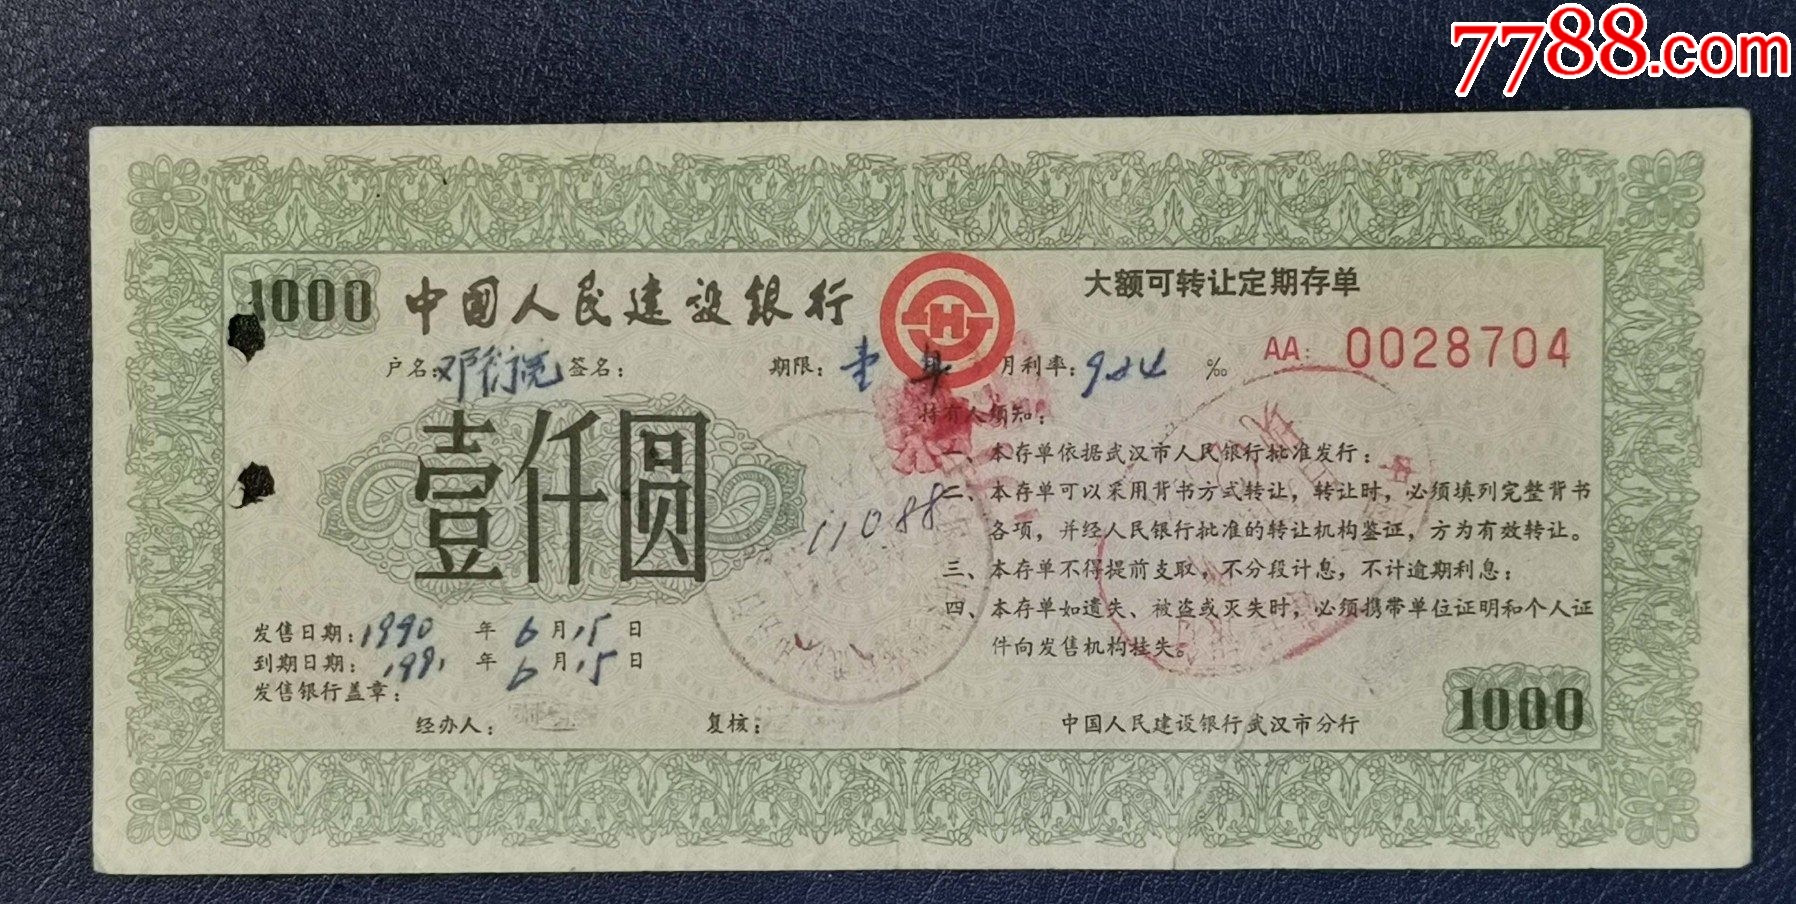 7788.com
1000 中国人民建设银行
大额可转让定期存单
AA: 0028704
户名: 签名: 期限: 壹年 月利率: 9.24 ‰
壹仟圆
11088
持有人须知:
一、本存单依据武汉市人民银行批准发行;
二、本存单可以采用背书方式转让,转让时,必须填列完整背书
各项,并经人民银行批准的转让机构鉴证,方为有效转让。
三、本存单不得提前支取,不分段计息,不计逾期利息;
四、本存单如遗失、被盗或灭失时,必须携带单位证明和个人证
件向发售机构挂失。
发售日期: 1990 年 6 月 15 日
到期日期: 1991 年 6 月 15 日
发售银行盖章:
经办人: 复核:
中国人民建设银行武汉市分行
1000